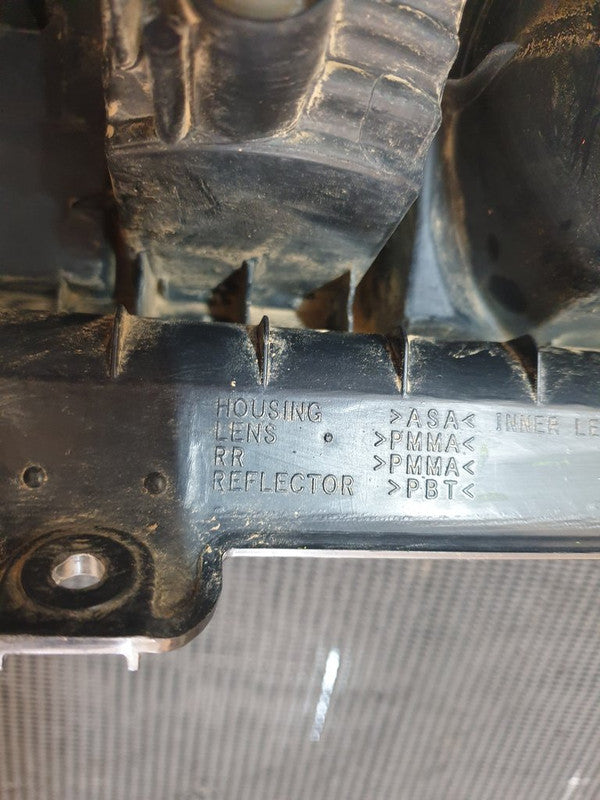 HOUSING >ASA< INNER LE
LENS >PMMA<
RR >PMMA<
REFLECTOR >PBT<